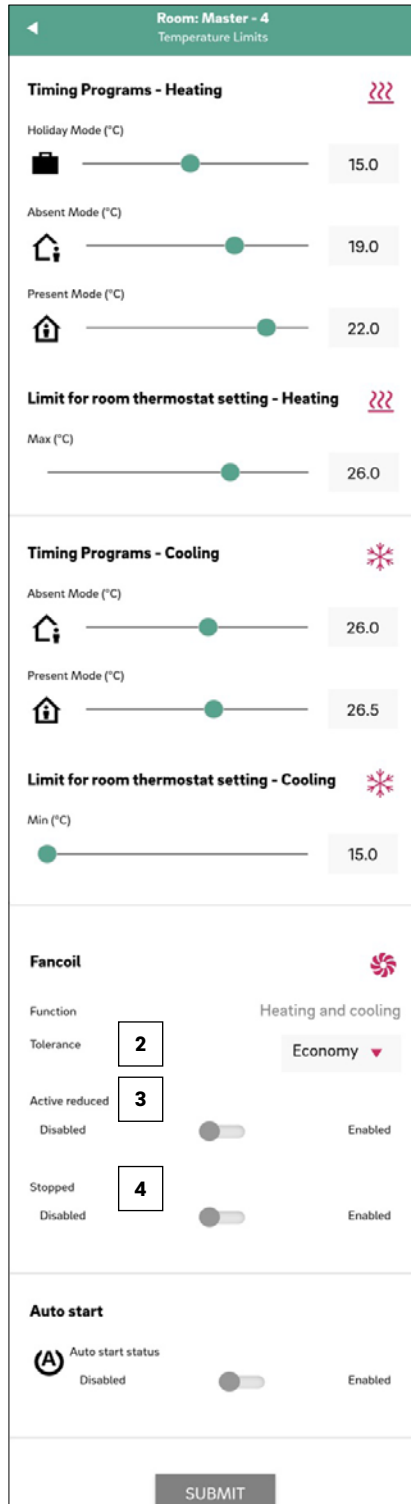 Room: Master - 4
Temperature Limits
Timing Programs - Heating
Holiday Mode (°C)
15.0
Absent Mode (°C)
19.0
Present Mode (°C)
22.0
Limit for room thermostat setting - Heating
Max (°C)
26.0
Timing Programs - Cooling
Absent Mode (°C)
26.0
Present Mode (°C)
26.5
Limit for room thermostat setting - Cooling
Min (°C)
15.0
Fancoil
Function Heating and cooling
Tolerance 2 Economy
Active reduced 3
Disabled Enabled
Stopped 4
Disabled Enabled
Auto start
A Auto start status
Disabled Enabled
SUBMIT